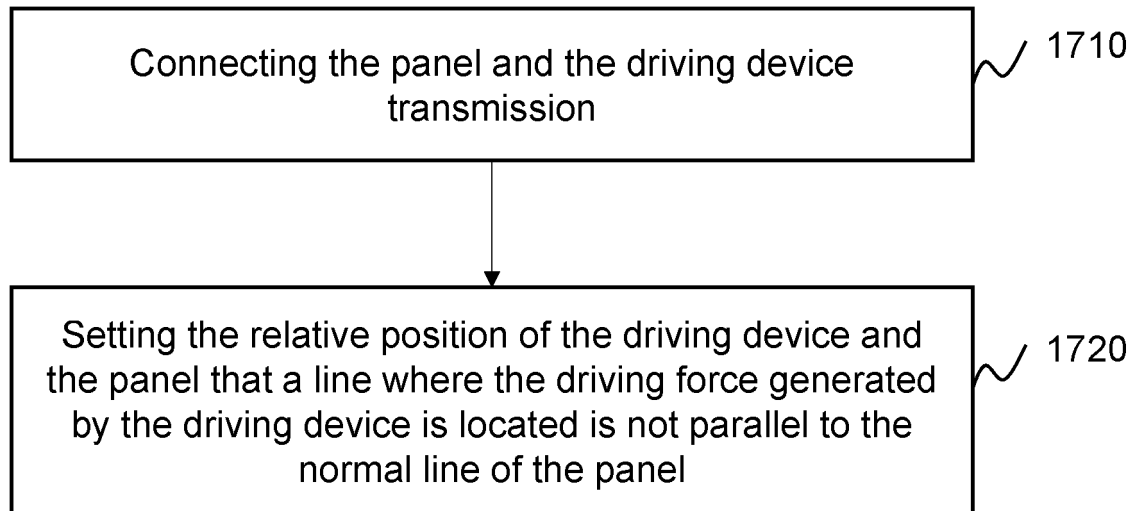 Connecting the panel and the driving device
transmission
1710
Setting the relative position of the driving device and
the panel that a line where the driving force generated
by the driving device is located is not parallel to the
normal line of the panel
1720